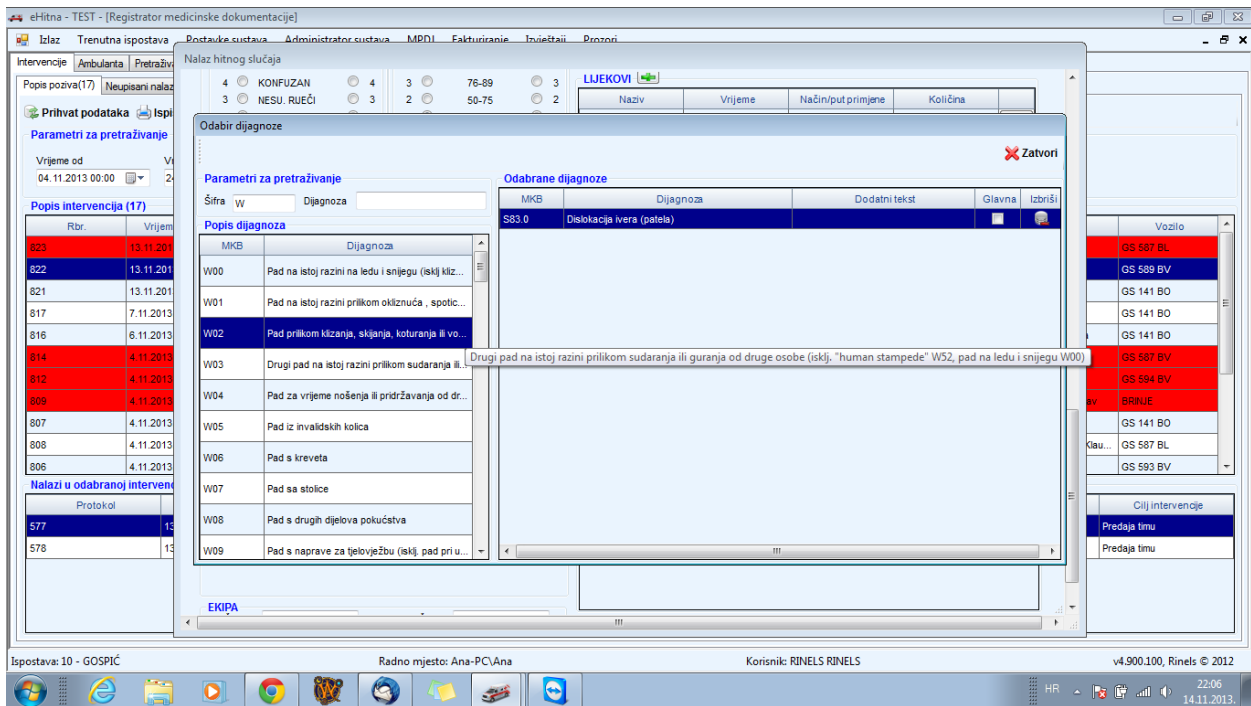 eHitna - TEST - [Registrator medicinske dokumentacije]
Izlaz Trenutna ispostava Postavke sustava Administrator sustava MPDJ Fakturiranje Izvještaji Prozori
Intervencije Ambulanta Pretraživ
Nalaz hitnog slučaja
Popis poziva(17) Neupisani nalaz
4 KONFUZAN 4 3 76-89 3
LIJEKOVI
3 NESU. RIJEČI 3 2 50-75 2
Naziv Vrijeme Način/put primjene Količina
Prihvat podataka Ispi
Parametri za pretraživanje
Vrijeme od
04.11.2013 00:00
Popis intervencija (17)
Rbr. Vrijem Vozilo
823 13.11.201 GS 587 BL
822 13.11.201 GS 589 BV
821 13.11.201 GS 141 BO
817 7.11.2013 GS 141 BO
816 6.11.2013 GS 141 BO
814 4.11.2013 GS 587 BV
812 4.11.2013 GS 594 BV
809 4.11.2013 BRINJE
807 4.11.2013 GS 141 BO
808 4.11.2013 Klau... GS 587 BL
806 4.11.2013 GS 593 BV
Odabir dijagnoze
Zatvori
Parametri za pretraživanje
Šifra W Dijagnoza
Popis dijagnoza
MKB Dijagnoza
W00 Pad na istoj razini na ledu i snijegu (isklj kliz...
W01 Pad na istoj razini prilikom okliznuća , spotic...
W02 Pad prilikom klizanja, skijanja, koturanja ili vo...
W03 Drugi pad na istoj razini prilikom sudaranja ili...
W04 Pad za vrijeme nošenja ili pridržavanja od dr...
W05 Pad iz invalidskih kolica
W06 Pad s kreveta
W07 Pad sa stolice
W08 Pad s drugih dijelova pokućstva
W09 Pad s naprave za tjelovježbu (isklj. pad pri u...
Odabrane dijagnoze
MKB Dijagnoza Dodatni tekst Glavna Izbriši
S83.0 Dislokacija ivera (patela)
Drugi pad na istoj razini prilikom sudaranja ili guranja od druge osobe (isklj. "human stampede" W52, pad na ledu i snijegu W00)
Nalazi u odabranoj intervenc
Protokol Cilj intervencije
577 13 Predaja timu
578 13 Predaja timu
EKIPA
Ispostava: 10 - GOSPIĆ Radno mjesto: Ana-PC\Ana Korisnik: RINELS RINELS v4.900.100, Rinels © 2012
HR
22:06
14.11.2013.